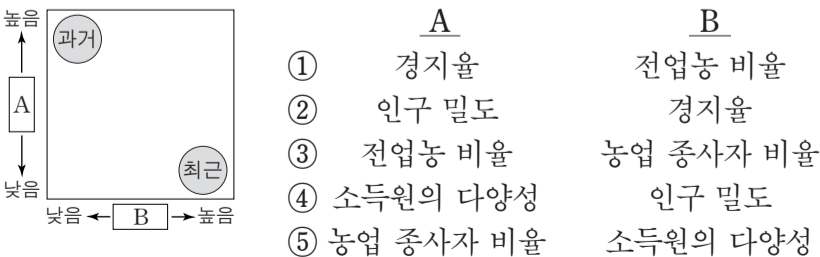 높음
과거
A
최근
낮음
낮음 B 높음
A B
① 경지율 전업농 비율
② 인구 밀도 경지율
③ 전업농 비율 농업 종사자 비율
④ 소득원의 다양성 인구 밀도
⑤ 농업 종사자 비율 소득원의 다양성